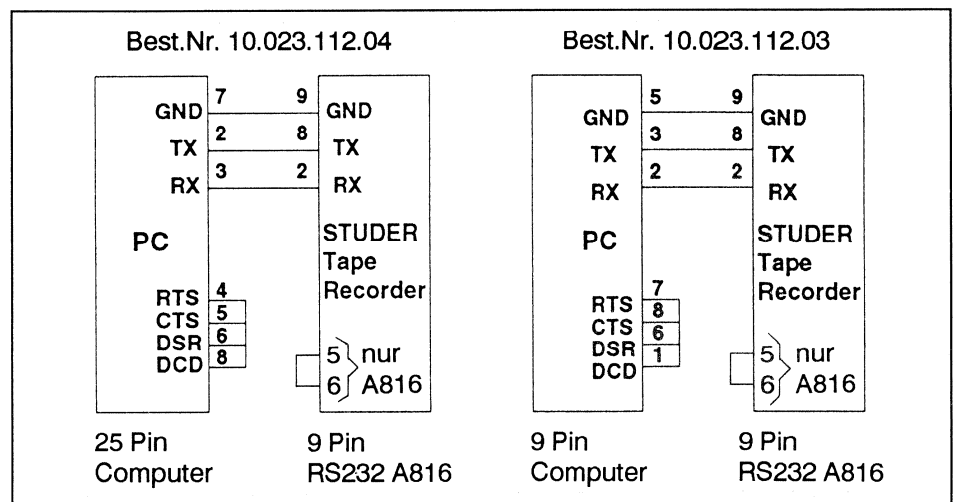 Best.Nr. 10.023.112.04
GND 7 9 GND
TX 2 8 TX
RX 3 2 RX
PC
STUDER
Tape
Recorder
RTS 4
CTS 5
DSR 6
DCD 8
5 nur
6 A816
25 Pin
Computer
9 Pin
RS232 A816
Best.Nr. 10.023.112.03
GND 5 9 GND
TX 3 8 TX
RX 2 2 RX
PC
STUDER
Tape
Recorder
RTS 7
CTS 8
DSR 6
DCD 1
5 nur
6 A816
9 Pin
Computer
9 Pin
RS232 A816